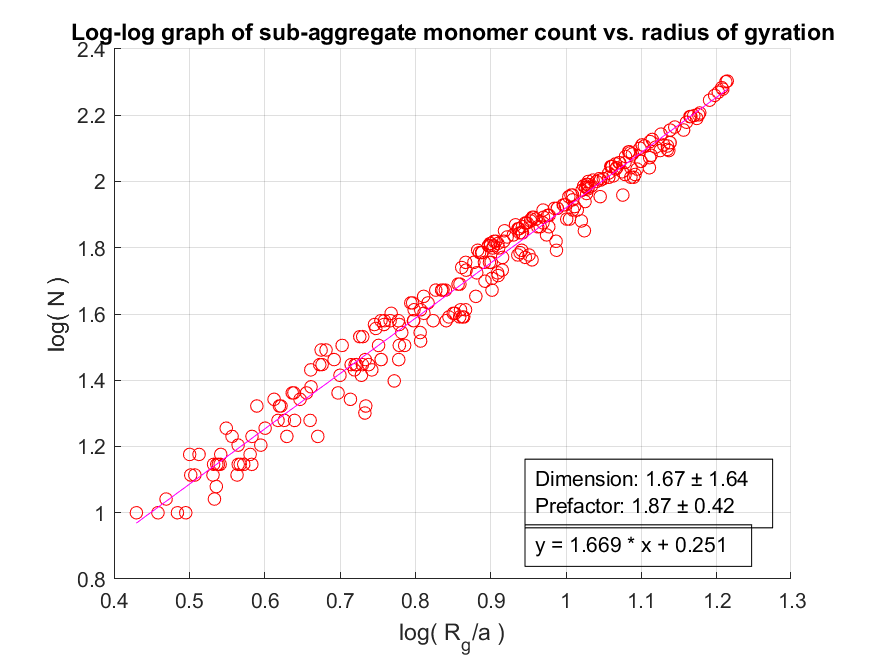 Log-log graph of sub-aggregate monomer count vs. radius of gyration
2.4
2.2
2
1.8
1.6
1.4
1.2
1
0.8
log( N )
Dimension: 1.67 ± 1.64
Prefactor: 1.87 ± 0.42
y = 1.669 * x + 0.251
0.4 0.5 0.6 0.7 0.8 0.9 1 1.1 1.2 1.3
log( R_g/a )